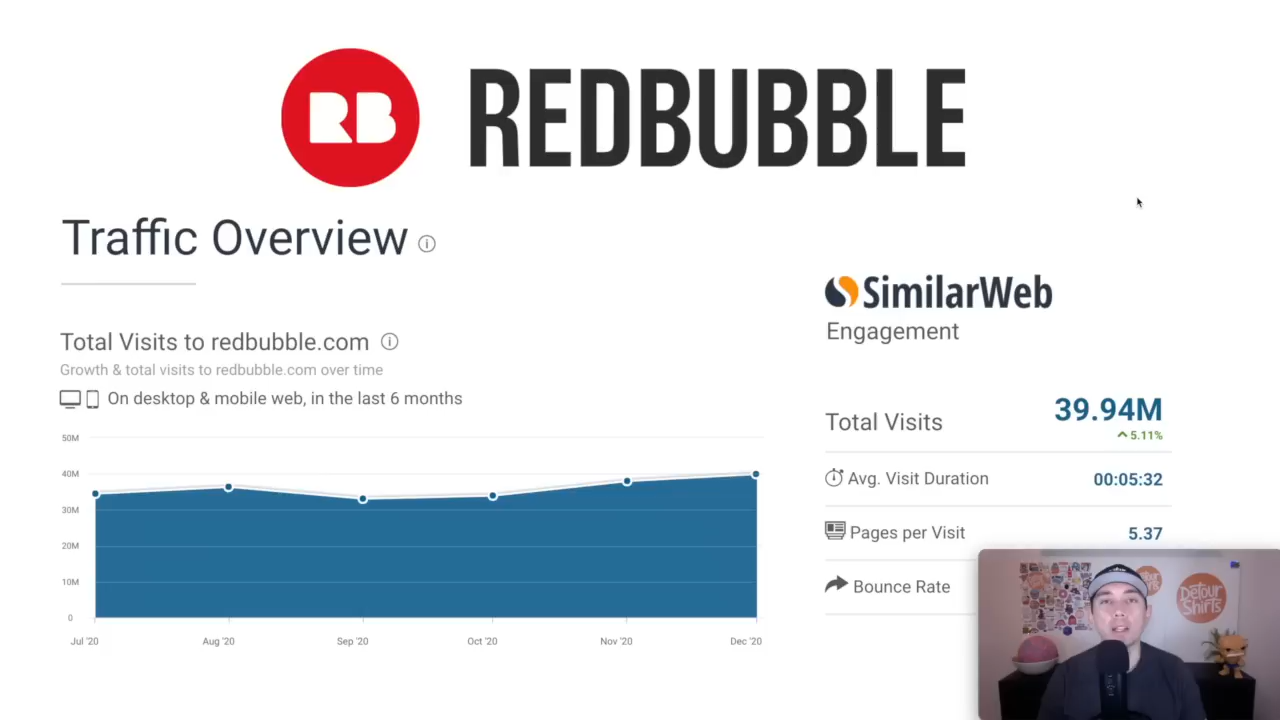 RB REDBUBBLE
Traffic Overview
Total Visits to redbubble.com
Growth & total visits to redbubble.com over time
On desktop & mobile web, in the last 6 months
50M
40M
30M
20M
10M
0
Jul '20 Aug '20 Sep '20 Oct '20 Nov '20 Dec '20
SimilarWeb
Engagement
Total Visits 39.94M
5.11%
Avg. Visit Duration 00:05:32
Pages per Visit 5.37
Bounce Rate
DETOUR
SHIRTS